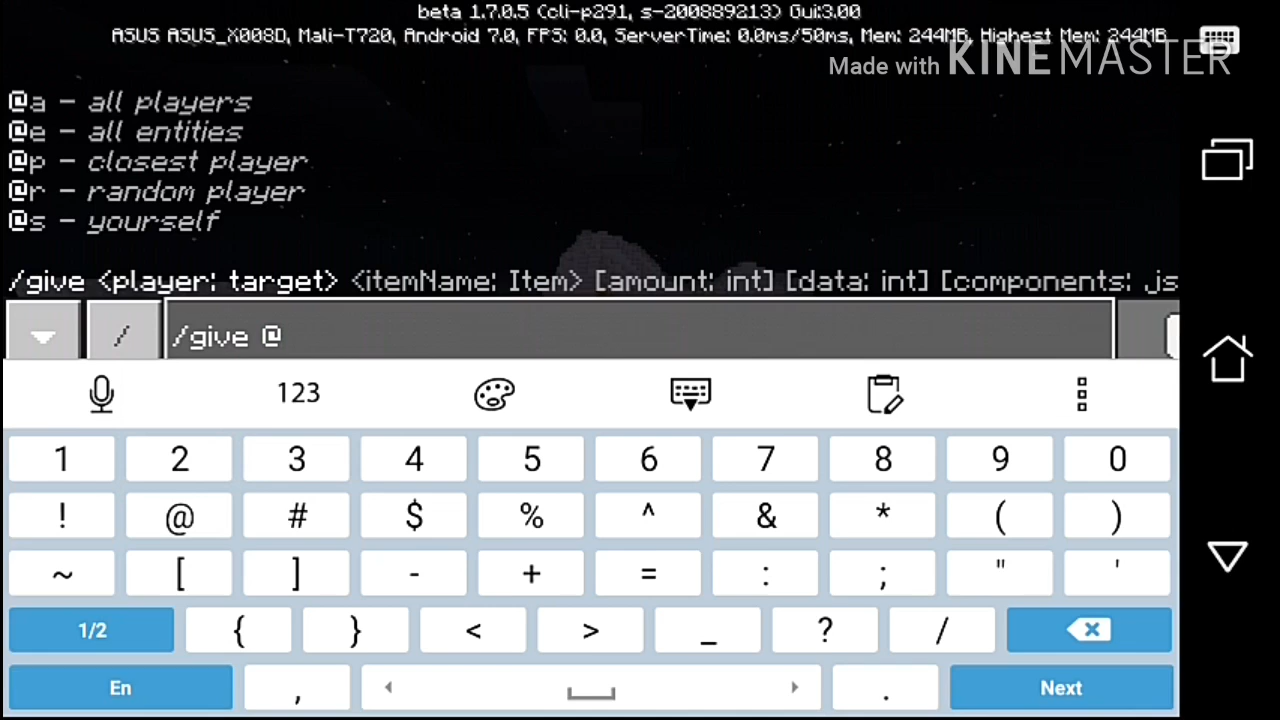 beta 1.7.0.5 (cli-p291, s-200889213) Gui:3.00
ASUS ASUS_X008D, Mali-T720, Android 7.0, FPS: 0.0, ServerTime: 0.0ms/50ms, Mem: 244MB, Highest Mem: 244MB
Made with KINEMASTER
@a – all players
@e – all entities
@p – closest player
@r – random player
@s – yourself
/give <player: target> <itemName: Item> [amount: int] [data: int] [components: .js
/ /give @
123
1 2 3 4 5 6 7 8 9 0
! @ # $ % ^ & * ( )
~ [ ] - + = : ; " '
1/2 { } < > _ ? /
En , . Next